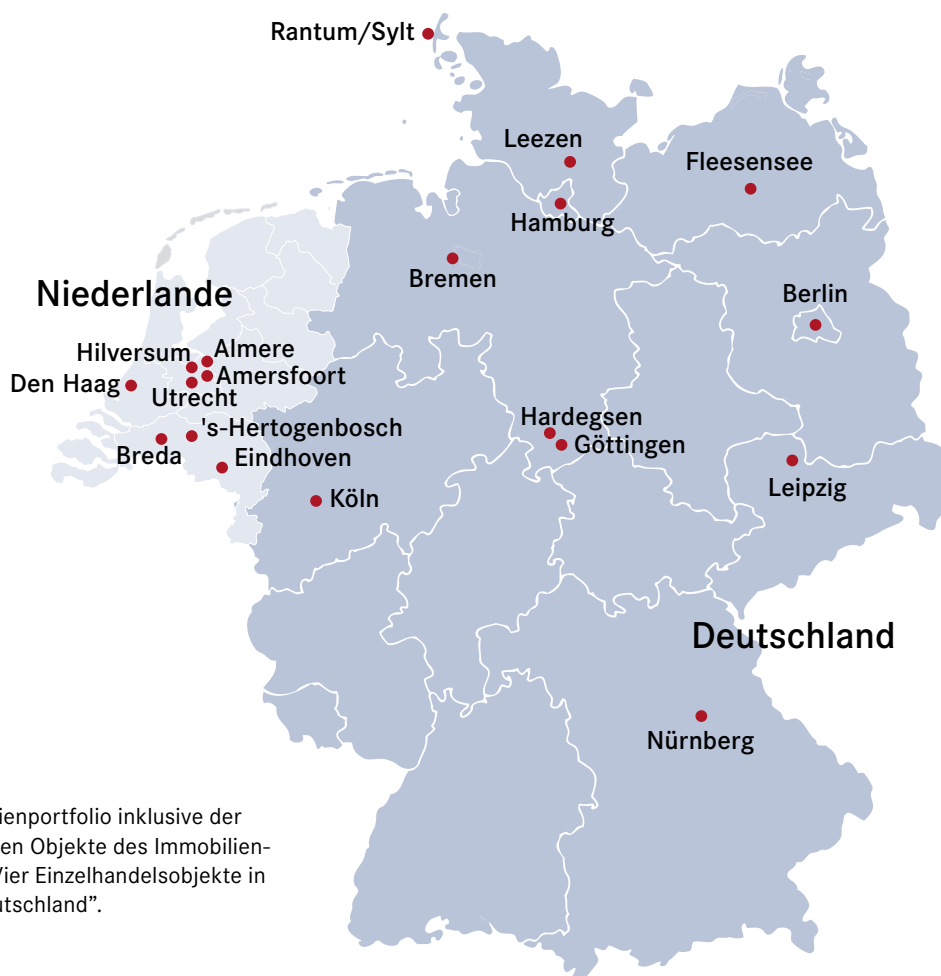 Rantum/Sylt
Leezen
Fleesensee
Hamburg
Bremen
Niederlande
Berlin
Hilversum
Almere
Den Haag
Amersfoort
Utrecht
Hardegsen
's-Hertogenbosch
Göttingen
Breda
Eindhoven
Leipzig
Köln
Deutschland
Nürnberg
ienportfolio inklusive der
en Objekte des Immobilien-
Vier Einzelhandelsobjekte in
utschland”.